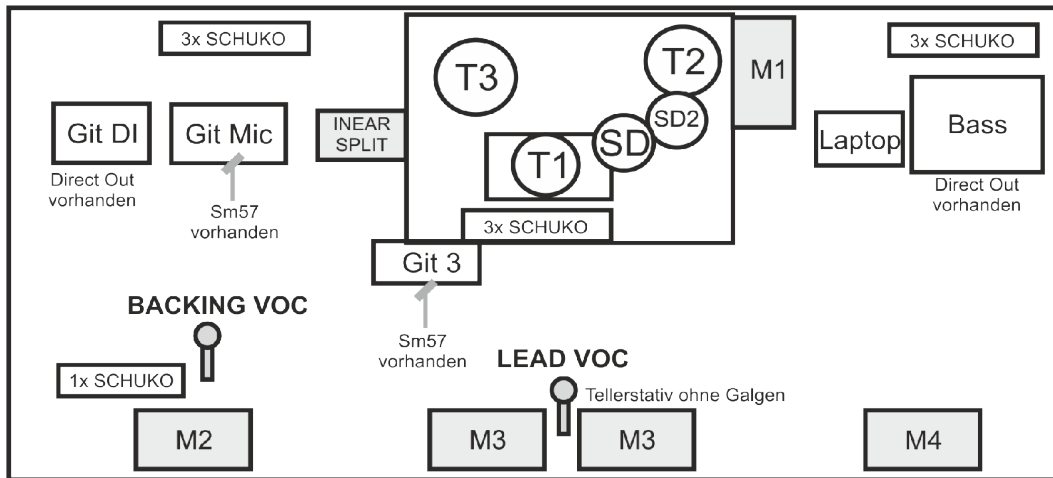 3x SCHUKO
3x SCHUKO
T3
T2
M1
SD2
SD
T1
INEAR
SPLIT
Git DI
Git Mic
Laptop
Bass
Direct Out
vorhanden
Sm57
vorhanden
Direct Out
vorhanden
3x SCHUKO
Git 3
Sm57
vorhanden
BACKING VOC
LEAD VOC
1x SCHUKO
Tellerstativ ohne Galgen
M2
M3
M3
M4